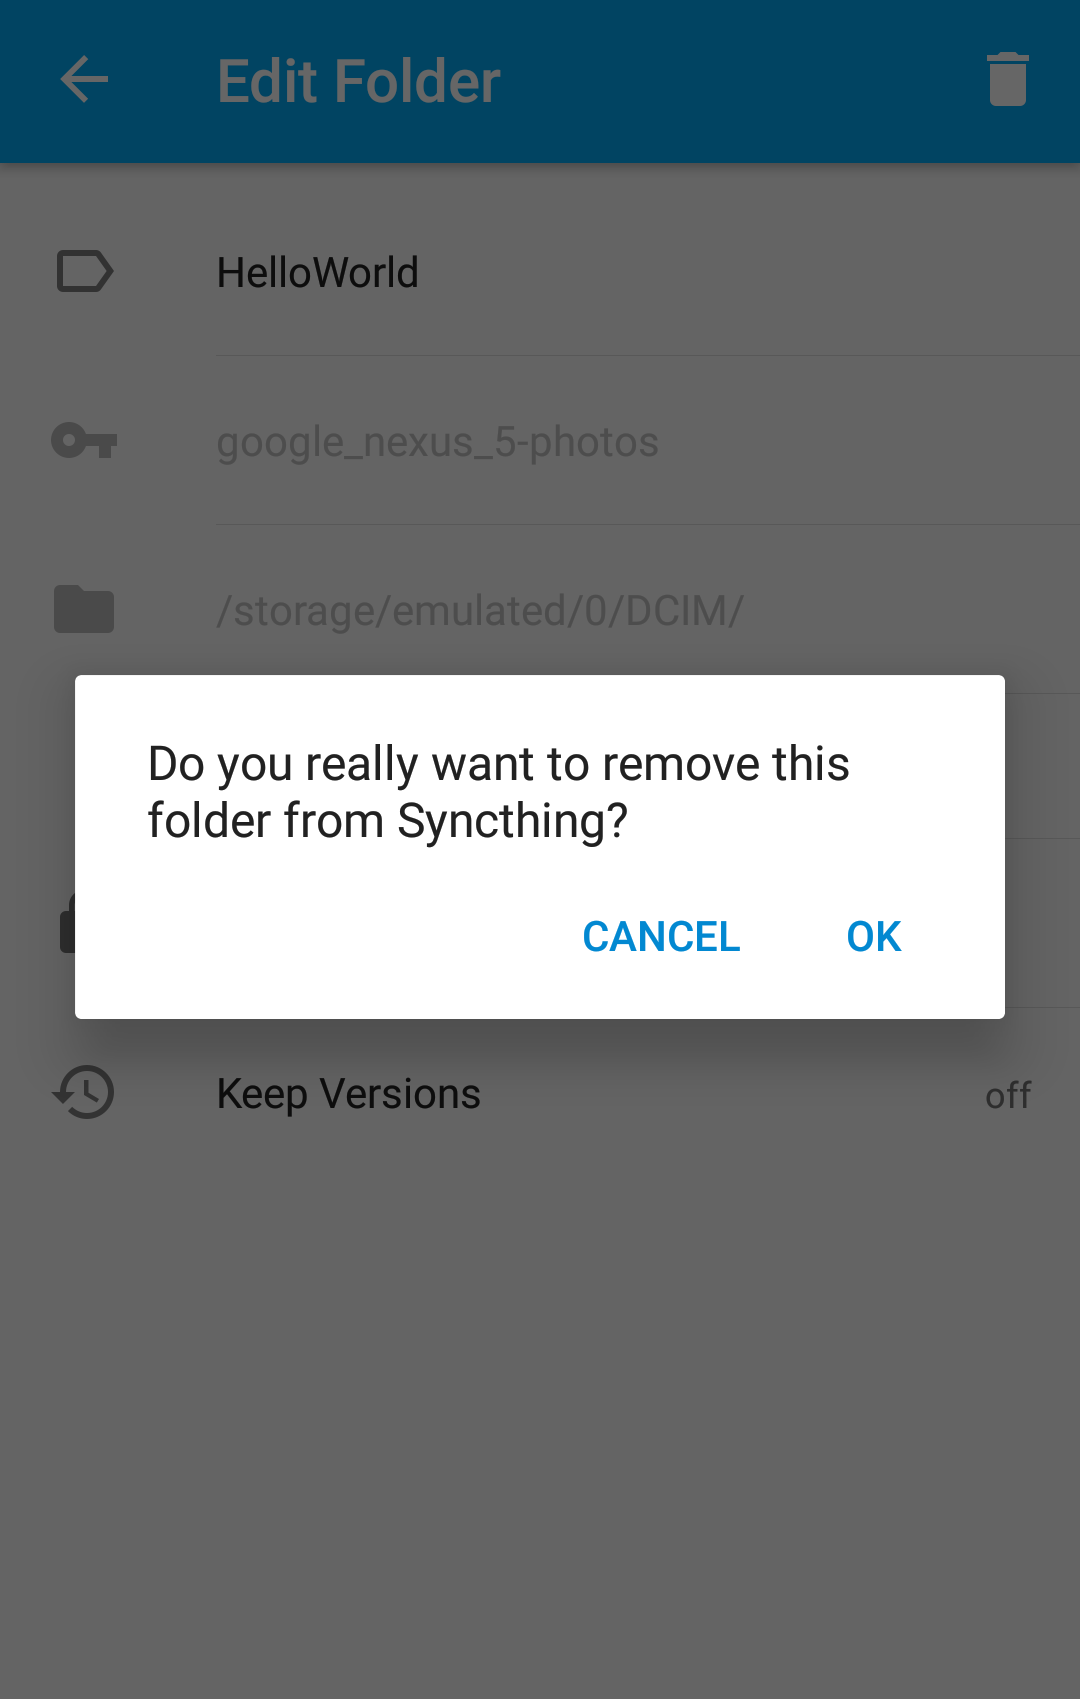 Edit Folder
HelloWorld
google_nexus_5-photos
/storage/emulated/0/DCIM/
Do you really want to remove this
folder from Syncthing?
CANCEL OK
Keep Versions off